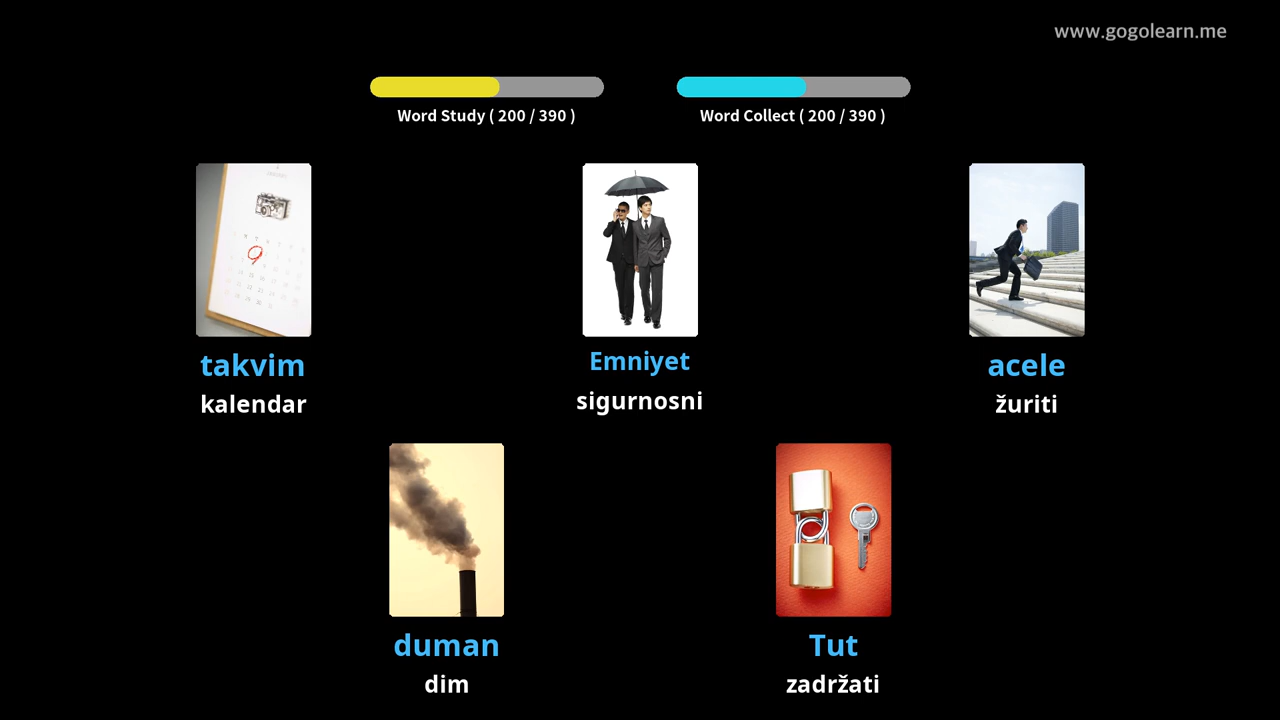 www.gogolearn.me
Word Study ( 200 / 390 )
Word Collect ( 200 / 390 )
takvim
kalendar
Emniyet
sigurnosni
acele
žuriti
duman
dim
Tut
zadržati